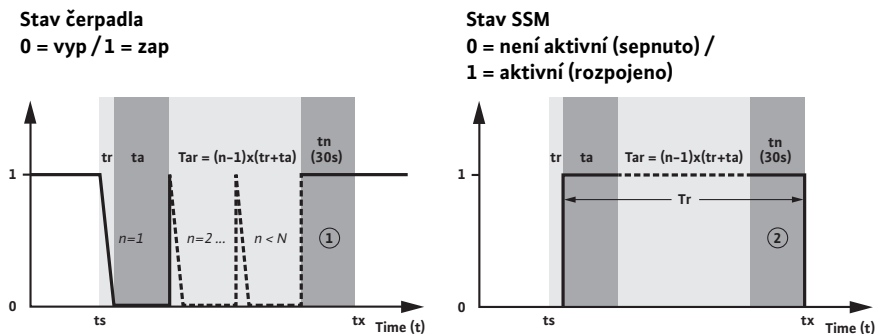 Stav čerpadla
0 = vyp / 1 = zap
tr ta Tar = (n–1)x(tr+ta) tn
(30s)
1
n=1 n=2 ... n < N 1
0
ts tx Time (t)
Stav SSM
0 = není aktivní (sepnuto) /
1 = aktivní (rozpojeno)
tr ta Tar = (n–1)x(tr+ta) tn
(30s)
1
Tr
2
0
ts tx Time (t)